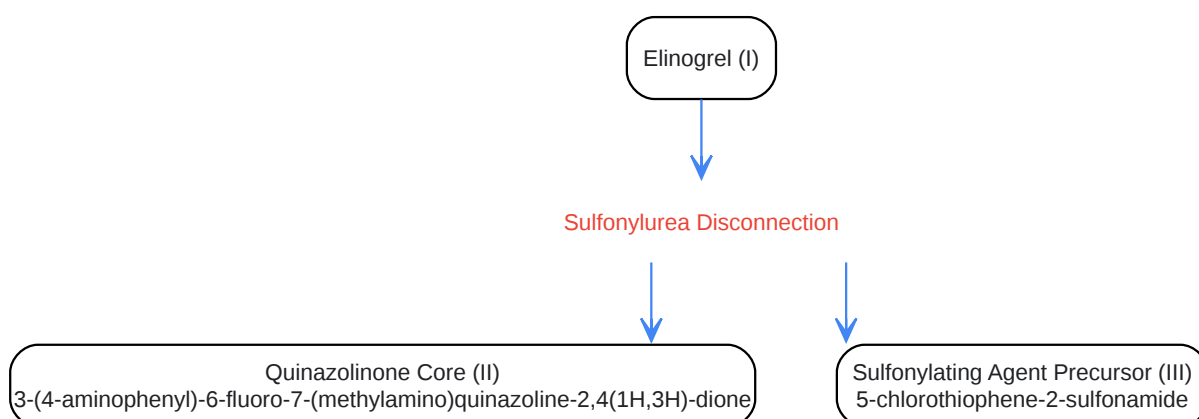 Elinogrel (I)
Sulfonylurea Disconnection
Quinazolinone Core (II)
3-(4-aminophenyl)-6-fluoro-7-(methylamino)quinazoline-2,4(1H,3H)-dione
Sulfonylating Agent Precursor (III)
5-chlorothiophene-2-sulfonamide